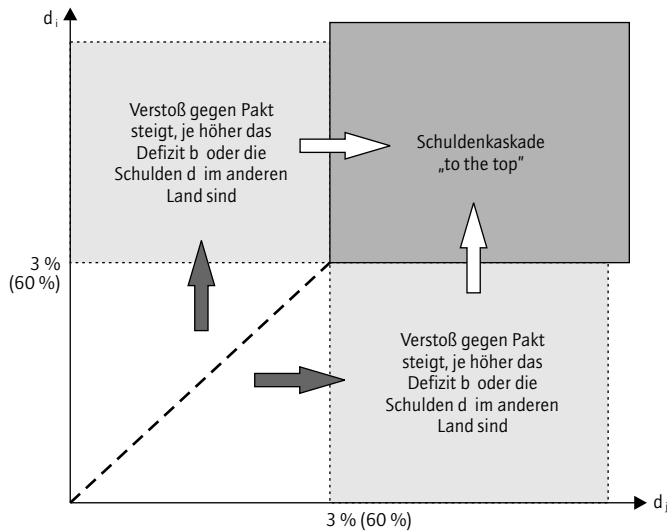 d i
Verstoß gegen Pakt
steigt, je höher das
Defizit b oder die
Schulden d im anderen
Land sind
Schuldenkaskade
„to the top"
3 %
(60 %)
Verstoß gegen Pakt
steigt, je höher das
Defizit b oder die
Schulden d im anderen
Land sind
3 % (60 %)
d j